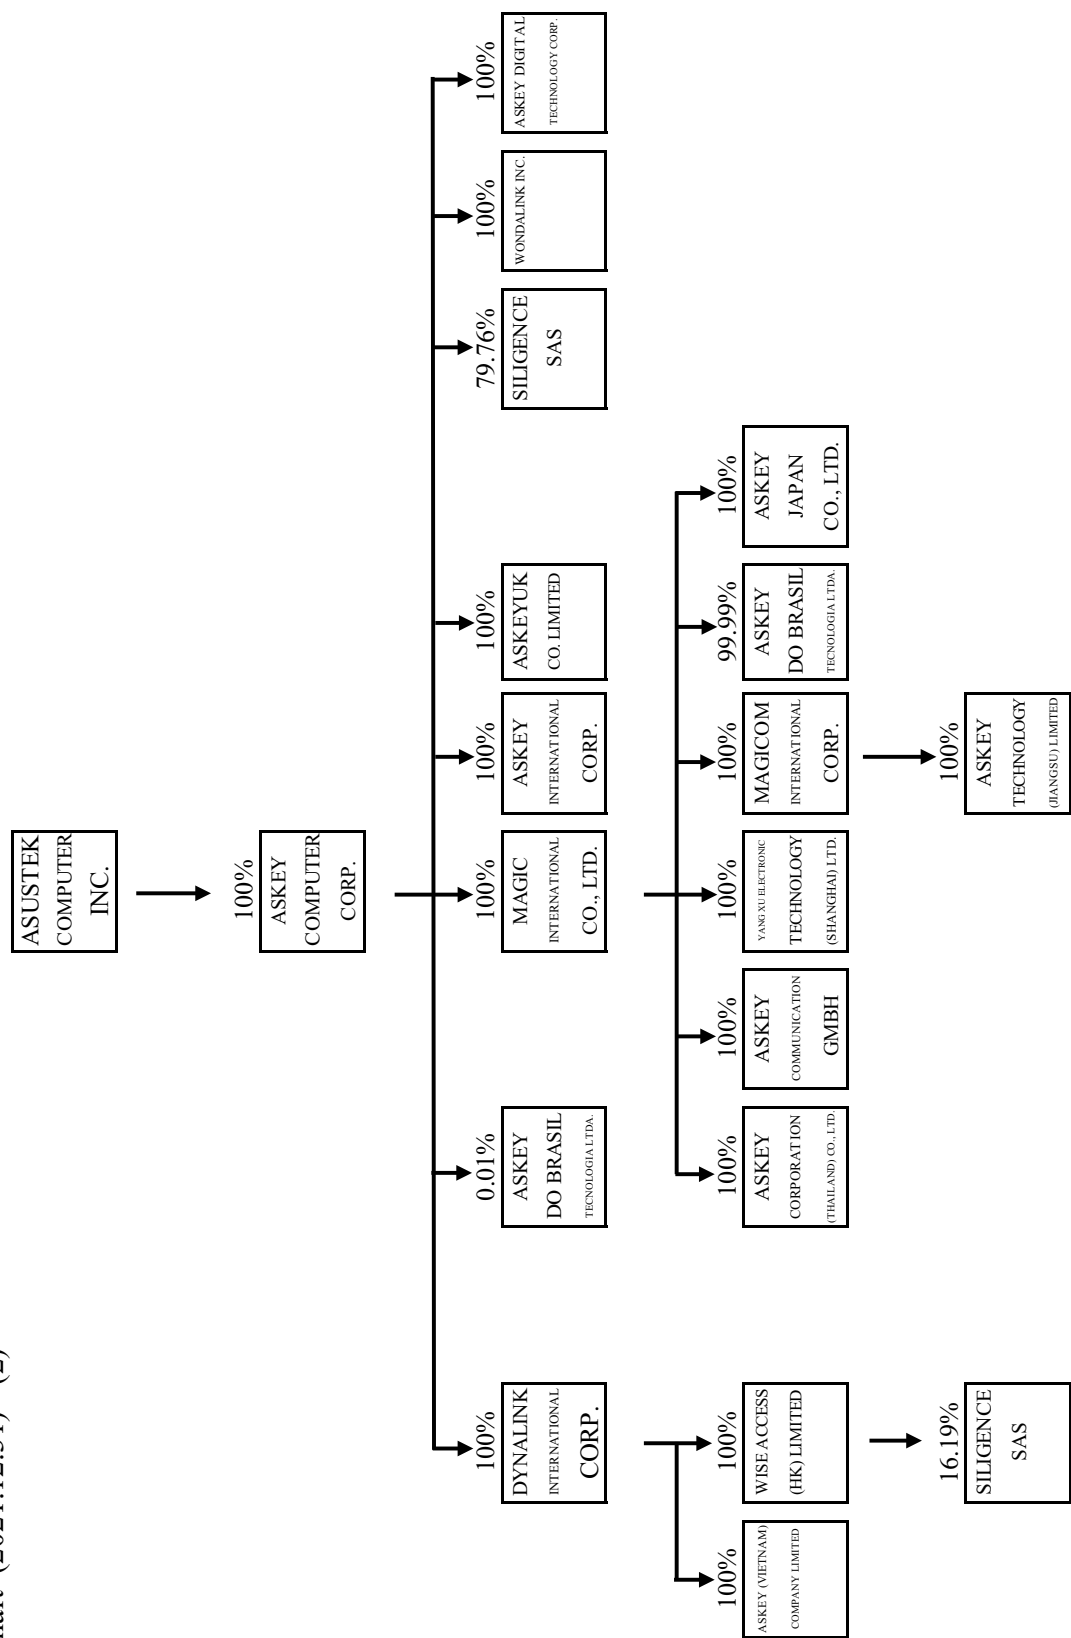 (2)
ASUSTEK
COMPUTER
INC.
100%
ASKEY
COMPUTER
CORP.
100%
DYNALINK
INTERNATIONAL
CORP.
0.01%
ASKEY
DO BRASIL
TECNOLOGIA LTDA.
100%
MAGIC
INTERNATIONAL
CO., LTD.
100%
ASKEY
INTERNATIONAL
CORP.
100%
ASKEYUK
CO. LIMITED
79.76%
SILIGENCE
SAS
100%
WONDALINK INC.
100%
ASKEY DIGITAL
TECHNOLOGY CORP.
100%
ASKEY (VIETNAM)
COMPANY LIMITED
100%
WISE ACCESS
(HK) LIMITED
100%
ASKEY
CORPORATION
(THAILAND) CO., LTD.
100%
ASKEY
COMMUNICATION
GMBH
100%
YANG XU ELECTRONIC
TECHNOLOGY
(SHANGHAI) LTD.
100%
MAGICOM
INTERNATIONAL
CORP.
99.99%
ASKEY
DO BRASIL
TECNOLOGIA LTDA.
100%
ASKEY
JAPAN
CO., LTD.
16.19%
SILIGENCE
SAS
100%
ASKEY
TECHNOLOGY
(JIANGSU) LIMITED